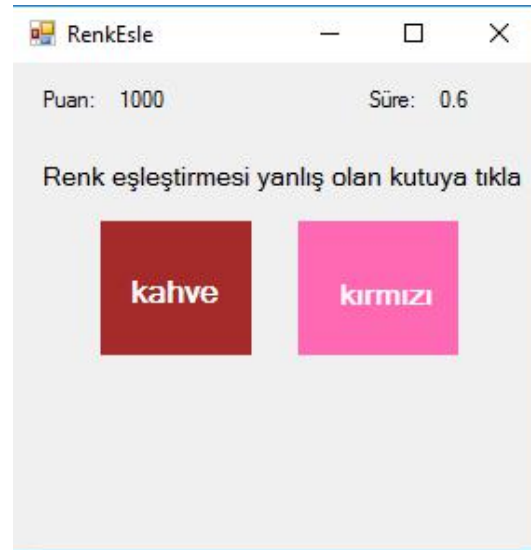 RenkEsle
Puan: 1000 Süre: 0.6
Renk eşleştirmesi yanlış olan kutuya tıkla
kahve kırmızı